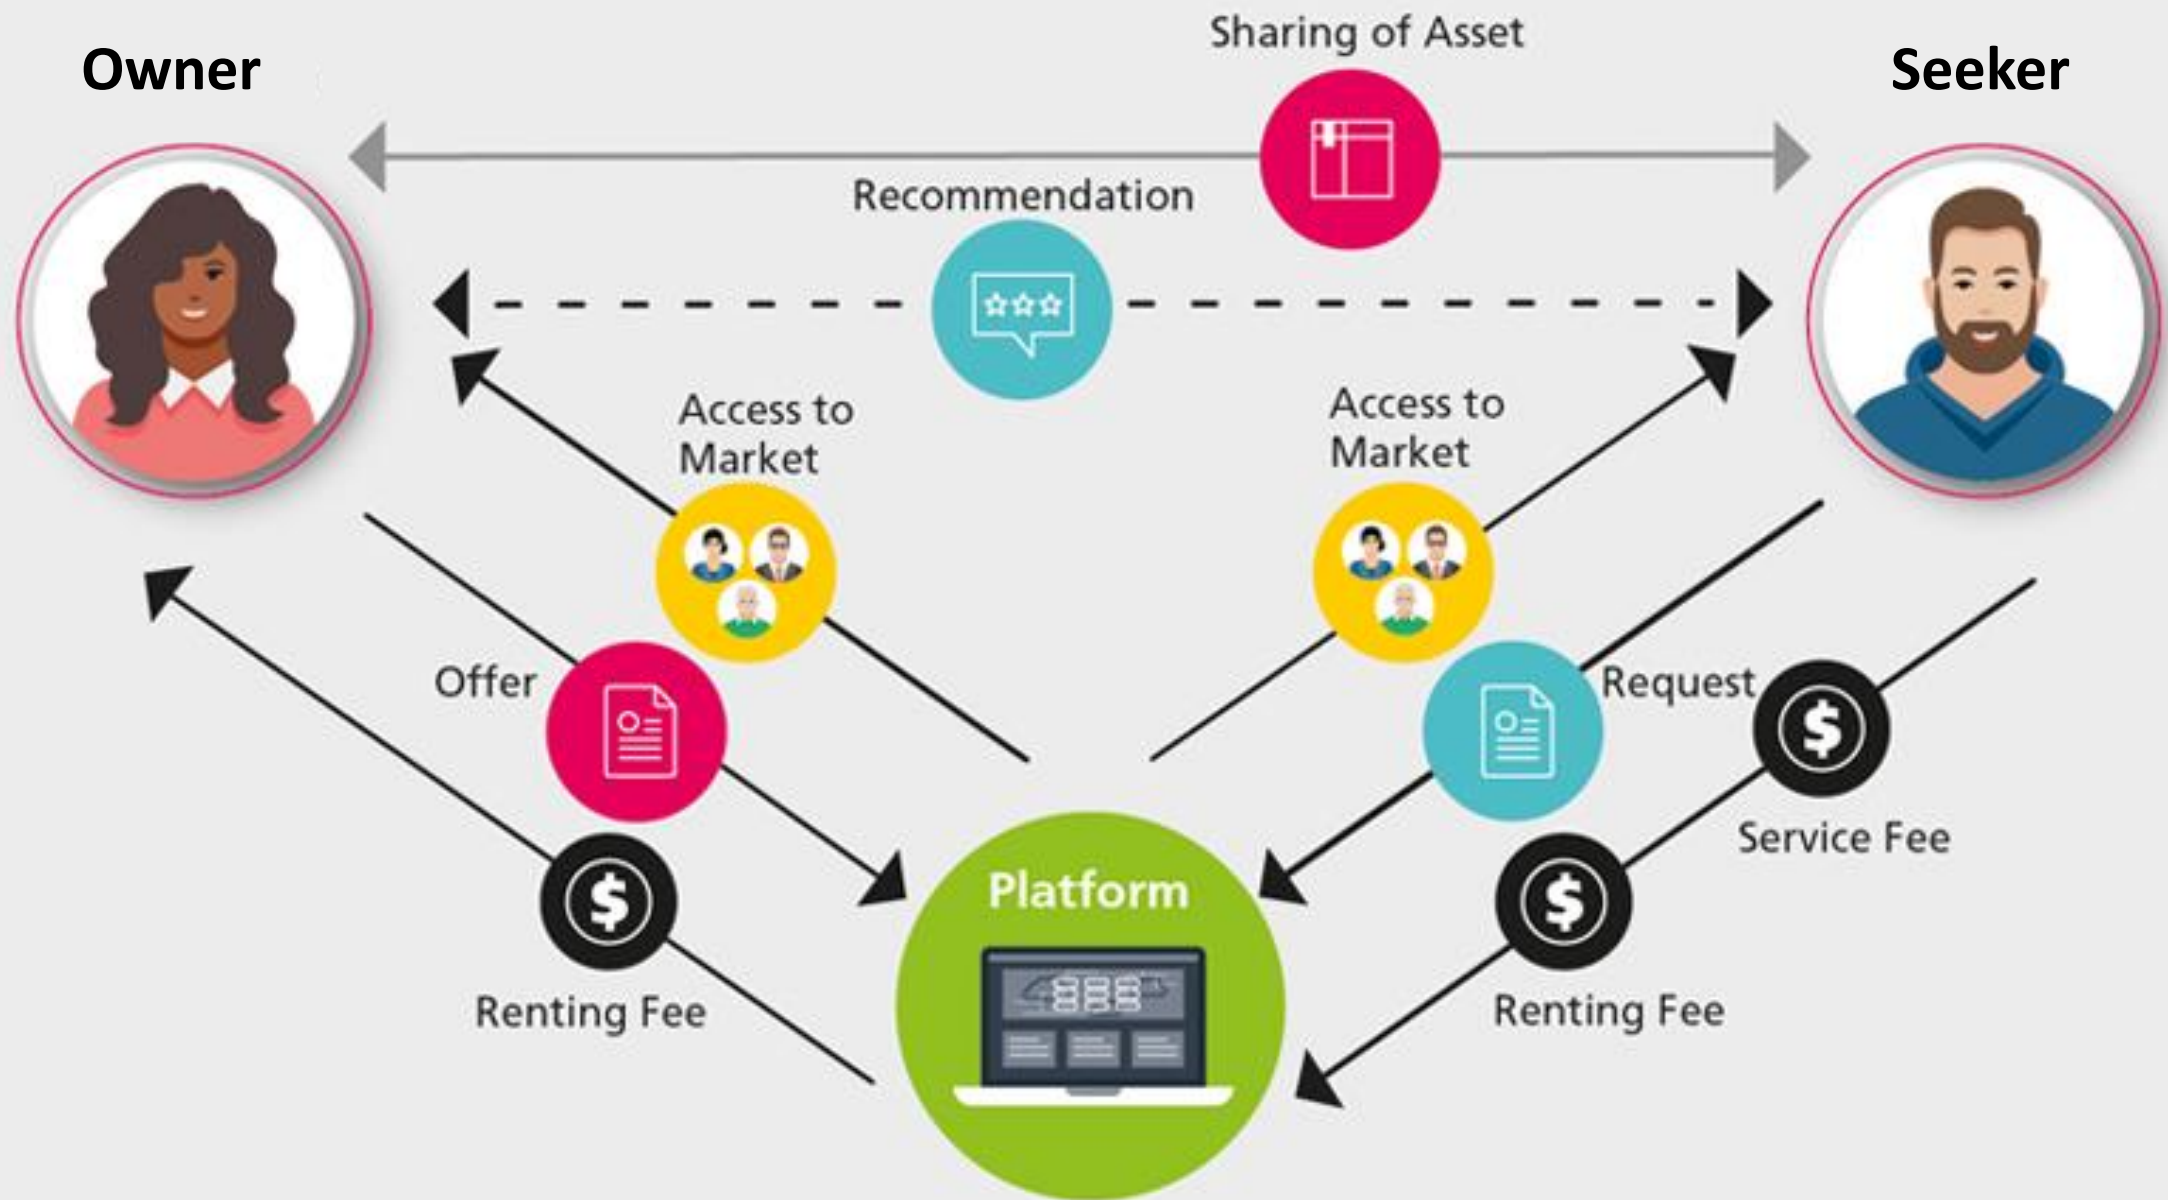 Sharing of Asset
Owner
Seeker
Recommendation
Access to
Market
Access to
Market
Offer
Request
Service Fee
Platform
Renting Fee
Renting Fee